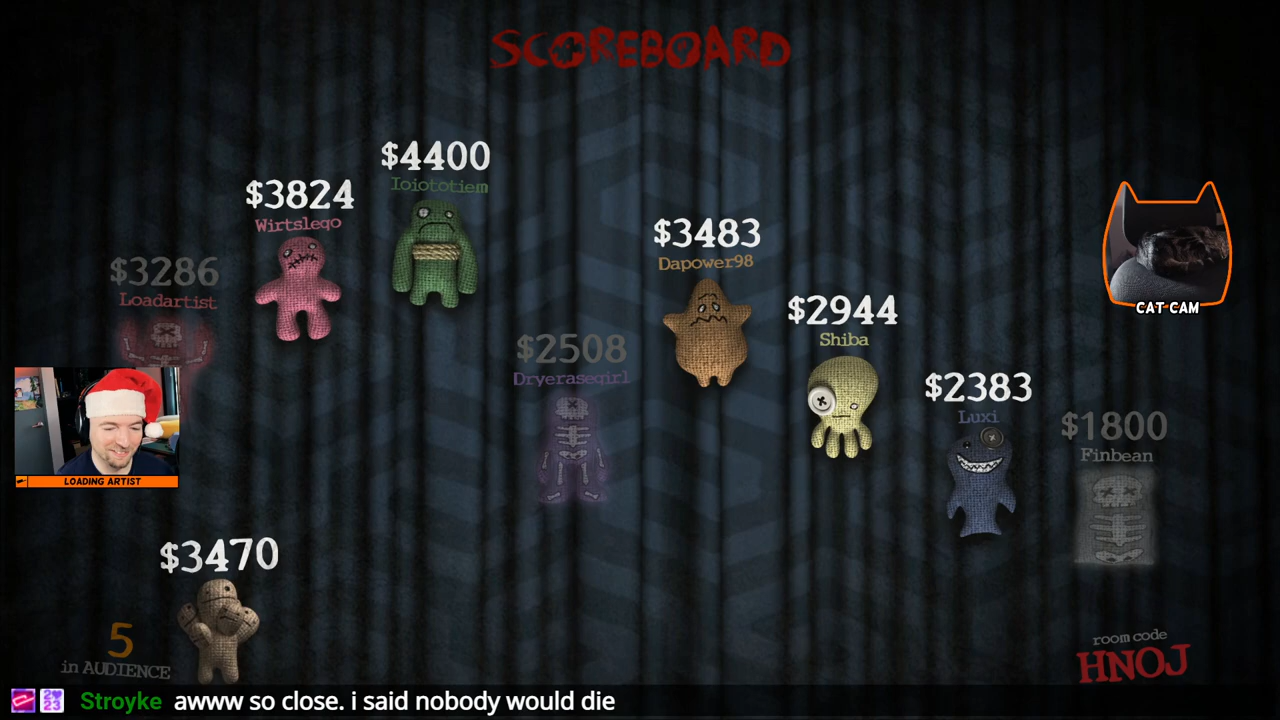 SCOREBOARD
$4400
Ioiototiem
$3824
Wirtsleqo
$3483
Dapower98
$3286
Loadartist
$2944
Shiba
$2508
Dryeraseqirl
$2383
Luxi
$1800
Finbean
CAT CAM
LOADING ARTIST
$3470
5
in AUDIENCE
room code
HNOJ
Stroyke awww so close. i said nobody would die